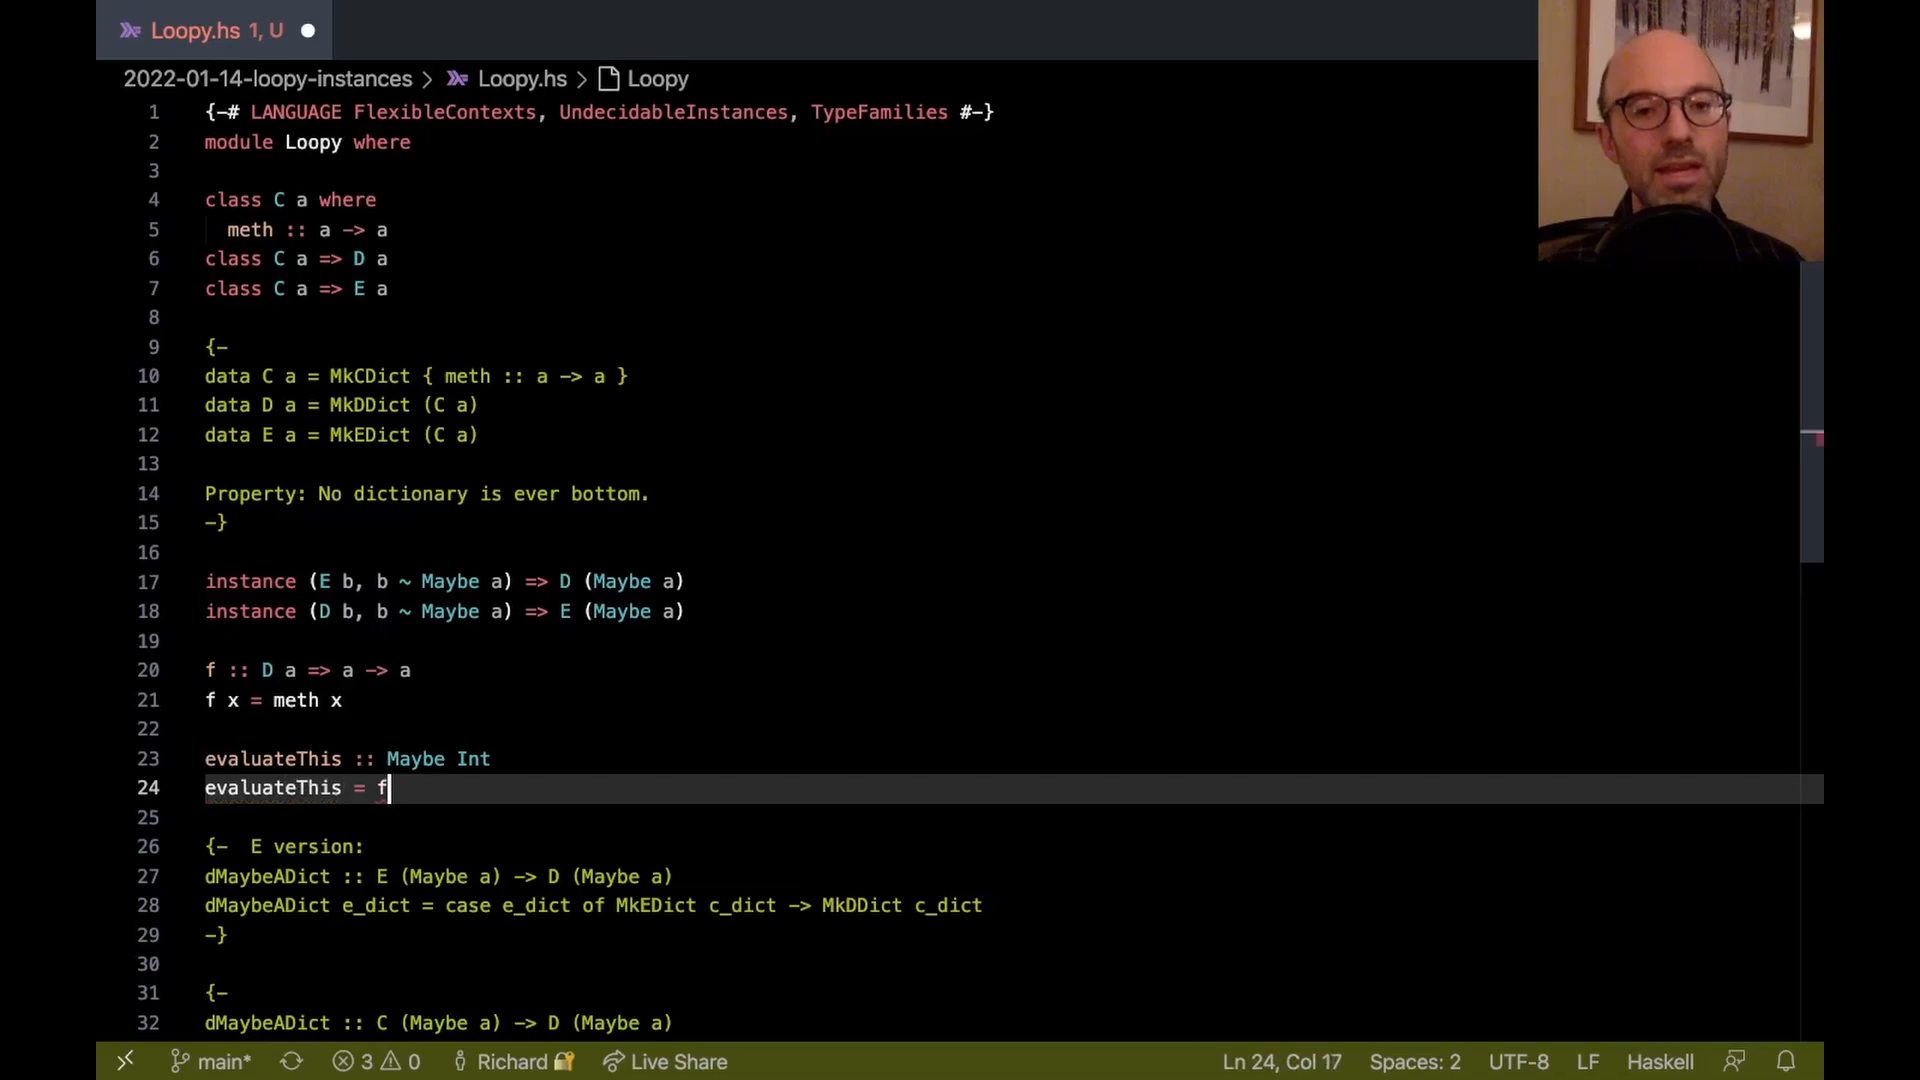 Loopy.hs 1, U
2022-01-14-loopy-instances > Loopy.hs > Loopy
1 {-# LANGUAGE FlexibleContexts, UndecidableInstances, TypeFamilies #-}
2 module Loopy where
3
4 class C a where
5 meth :: a -> a
6 class C a => D a
7 class C a => E a
8
9 {-
10 data C a = MkCDict { meth :: a -> a }
11 data D a = MkDDict (C a)
12 data E a = MkEDict (C a)
13
14 Property: No dictionary is ever bottom.
15 -}
16
17 instance (E b, b ~ Maybe a) => D (Maybe a)
18 instance (D b, b ~ Maybe a) => E (Maybe a)
19
20 f :: D a => a -> a
21 f x = meth x
22
23 evaluateThis :: Maybe Int
24 evaluateThis = f
25
26 {-  E version:
27 dMaybeADict :: E (Maybe a) -> D (Maybe a)
28 dMaybeADict e_dict = case e_dict of MkEDict c_dict -> MkDDict c_dict
29 -}
30
31 {-
32 dMaybeADict :: C (Maybe a) -> D (Maybe a)
main* 3 0 Richard Live Share Ln 24, Col 17 Spaces: 2 UTF-8 LF Haskell